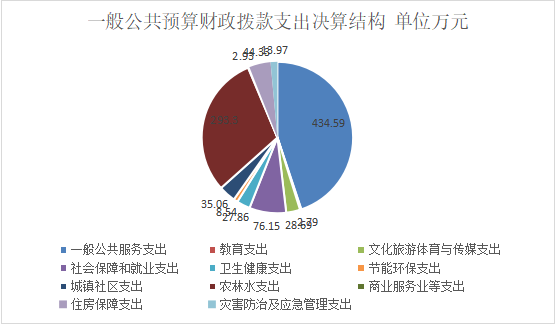 一般公共预算财政拨款支出决算结构 单位万元
44.33
13.97
2.93
434.59
35.06
8.54
27.86
76.15
28.69
2.79
一般公共服务支出
教育支出
文化旅游体育与传媒支出
社会保障和就业支出
卫生健康支出
节能环保支出
城镇社区支出
农林水支出
商业服务业等支出
住房保障支出
灾害防治及应急管理支出